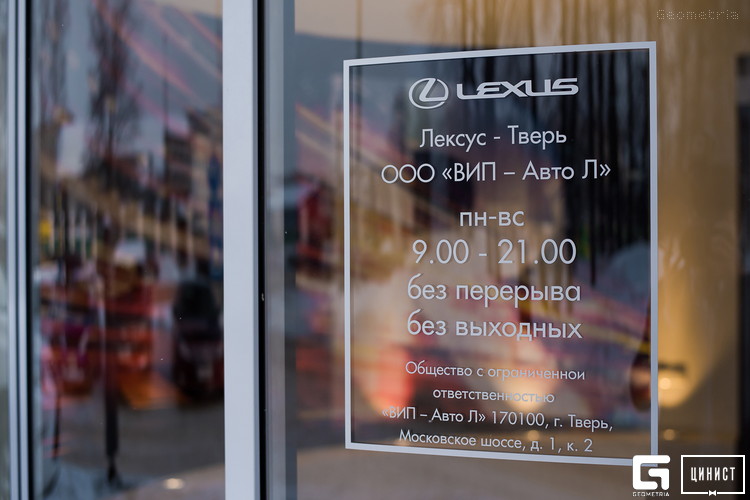 Geometria
LEXUS
Лексус - Тверь
ООО «ВИП – Авто Л»
пн-вс
9.00 - 21.00
без перерыва
без выходных
Общество с ограниченной
ответственностью
«ВИП – Авто Л» 170100, г. Тверь,
Московское шоссе, д. 1, к. 2
GEOMETRIA
ЦИНИСТ